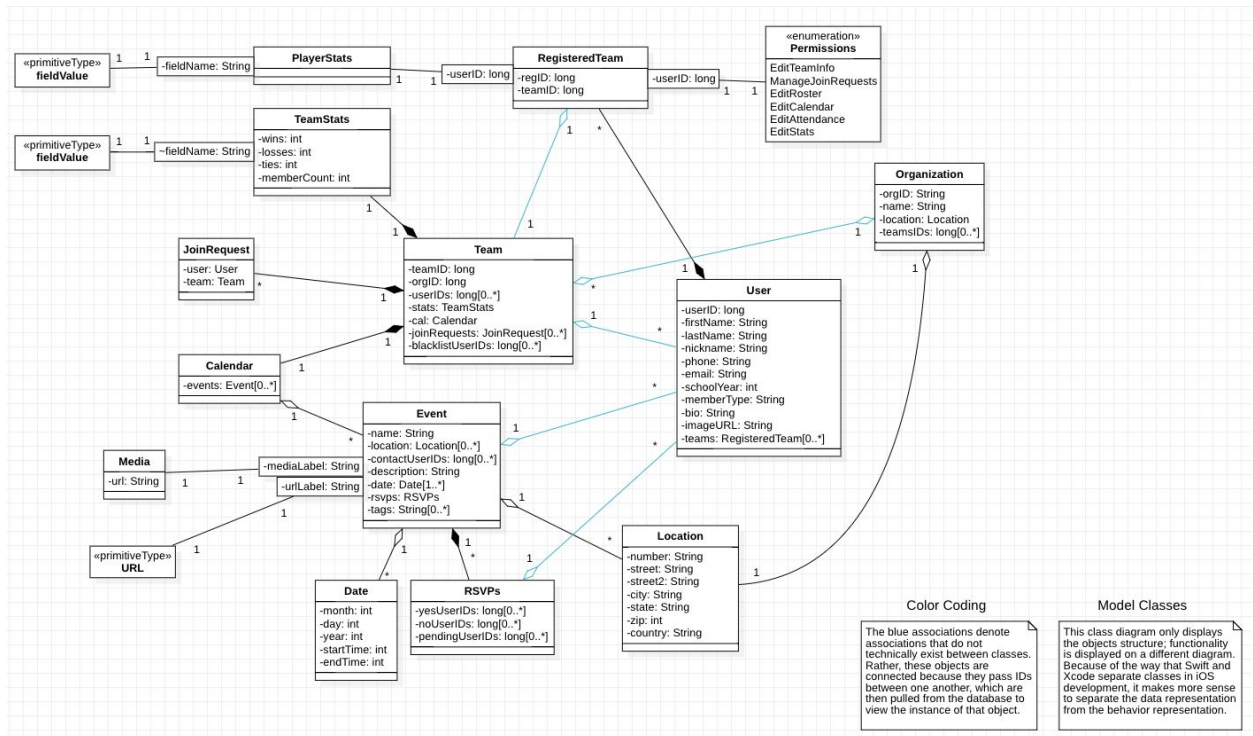 «primitiveType»
fieldValue
1
1
-fieldName: String
PlayerStats
1
1
-userID: long
RegisteredTeam
-regID: long
-teamID: long
-userID: long
1
1
«enumeration»
Permissions
EditTeamInfo
ManageJoinRequests
EditRoster
EditCalendar
EditAttendance
EditStats
«primitiveType»
fieldValue
1
1
~fieldName: String
TeamStats
-wins: int
-losses: int
-ties: int
-memberCount: int
1
*
1
1
1
Organization
-orgID: String
-name: String
-location: Location
-teamsIDs: long[0..*]
1
1
JoinRequest
-user: User
-team: Team
*
1
Team
-teamID: long
-orgID: long
-userIDs: long[0..*]
-stats: TeamStats
-cal: Calendar
-joinRequests: JoinRequest[0..*]
-blacklistUserIDs: long[0..*]
*
1
*
1
1
1
User
-userID: long
-firstName: String
-lastName: String
-nickname: String
-phone: String
-email: String
-schoolYear: int
-memberType: String
-bio: String
-imageURL: String
-teams: RegisteredTeam[0..*]
Calendar
-events: Event[0..*]
1
*
Event
-name: String
-location: Location[0..*]
-contactUserIDs: long[0..*]
-description: String
-date: Date[1..*]
-rsvps: RSVPs
-tags: String[0..*]
1
*
*
Media
-url: String
1
1
-mediaLabel: String
-urlLabel: String
1
1
«primitiveType»
URL
1
*
1
*
1
*
1
Date
-month: int
-day: int
-year: int
-startTime: int
-endTime: int
RSVPs
-yesUserIDs: long[0..*]
-noUserIDs: long[0..*]
-pendingUserIDs: long[0..*]
Location
-number: String
-street: String
-street2: String
-city: String
-state: String
-zip: int
-country: String
1
Color Coding
The blue associations denote
associations that do not
technically exist between classes.
Rather, these objects are
connected because they pass IDs
between one another, which are
then pulled from the database to
view the instance of that object.
Model Classes
This class diagram only displays
the objects structure; functionality
is displayed on a different diagram.
Because of the way that Swift and
Xcode separate classes in iOS
development, it makes more sense
to separate the data representation
from the behavior representation.